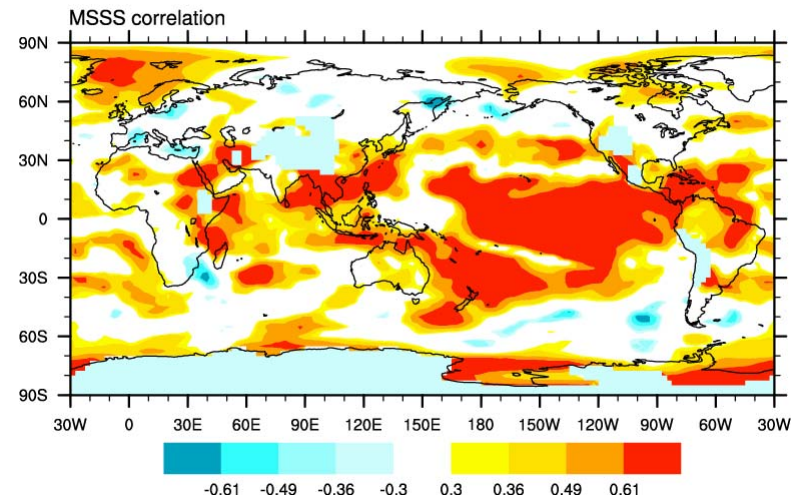 MSSS correlation
90N
60N
30N
0
30S
60S
90S
30W 0 30E 60E 90E 120E 150E 180 150W 120W 90W 60W 30W
-0.61 -0.49 -0.36 -0.3 0.3 0.36 0.49 0.61